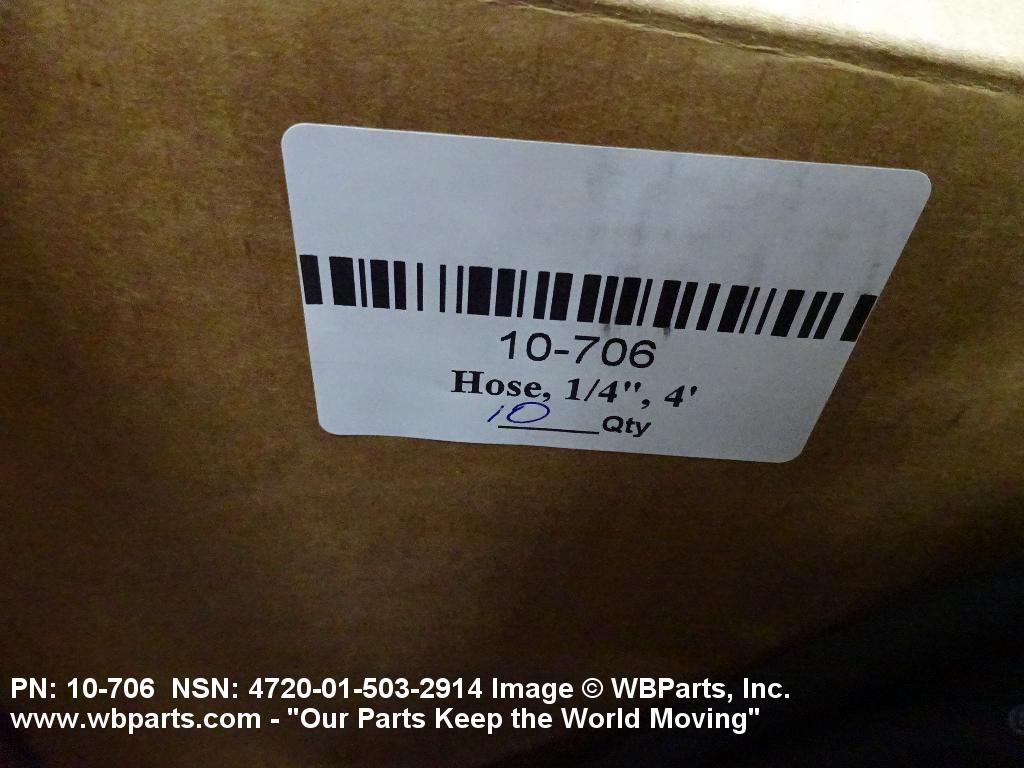 10-706
Hose, 1/4", 4'
10 Qty
PN: 10-706 NSN: 4720-01-503-2914 Image © WBParts, Inc.
www.wbparts.com - "Our Parts Keep the World Moving"